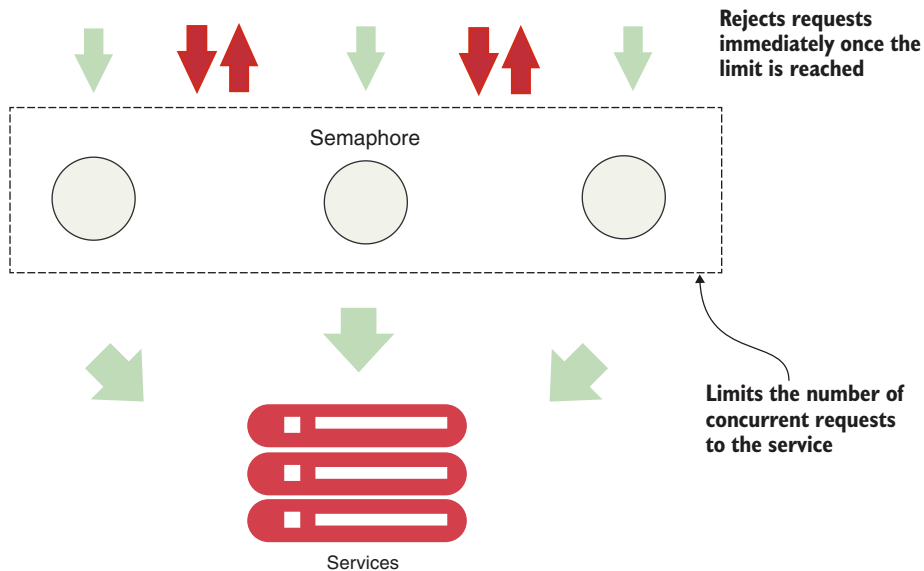 Rejects requests
immediately once the
limit is reached
Semaphore
Limits the number of
concurrent requests
to the service
Services